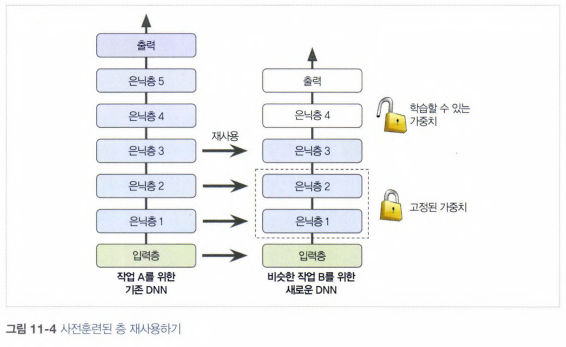 출력
은닉층 5
은닉층 4
은닉층 3
은닉층 2
은닉층 1
입력층
작업 A를 위한
기존 DNN
재사용
출력
은닉층 4
은닉층 3
은닉층 2
은닉층 1
입력층
비슷한 작업 B를 위한
새로운 DNN
학습할 수 있는
가중치
고정된 가중치
그림 11-4 사전훈련된 층 재사용하기